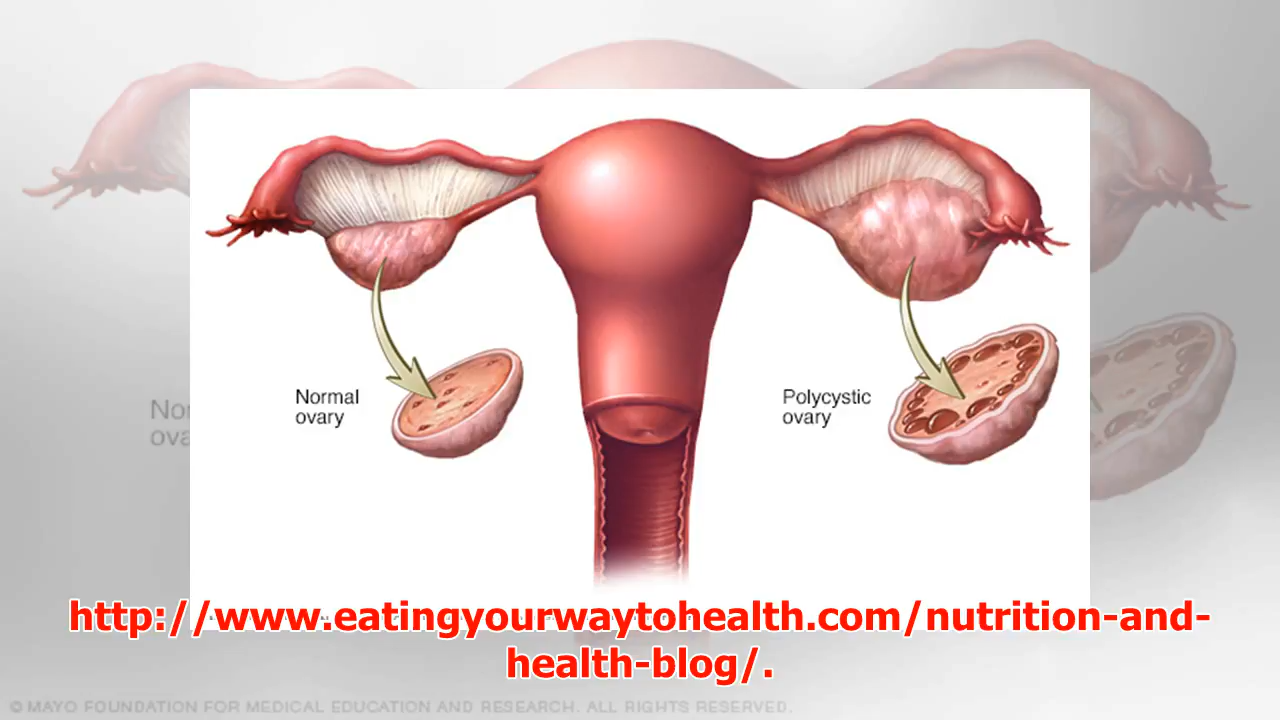 Normal
ovary
Polycystic
ovary
http://www.eatingyourwaytohealth.com/nutrition-and-
health-blog/.
© MAYO FOUNDATION FOR MEDICAL EDUCATION AND RESEARCH. ALL RIGHTS RESERVED.